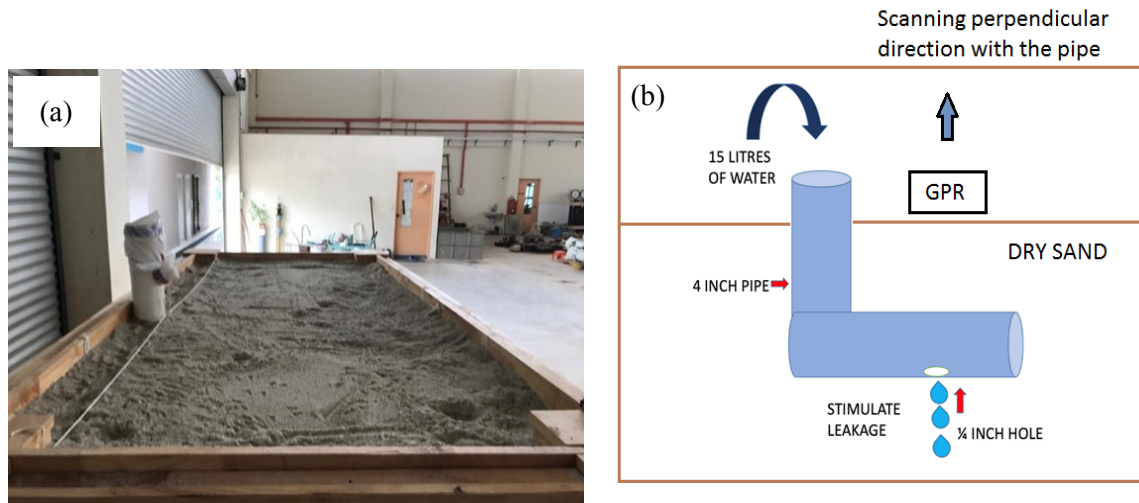 Scanning perpendicular
direction with the pipe
(a)
(b)
15 LITRES
OF WATER
GPR
DRY SAND
4 INCH PIPE
STIMULATE
LEAKAGE
¼ INCH HOLE